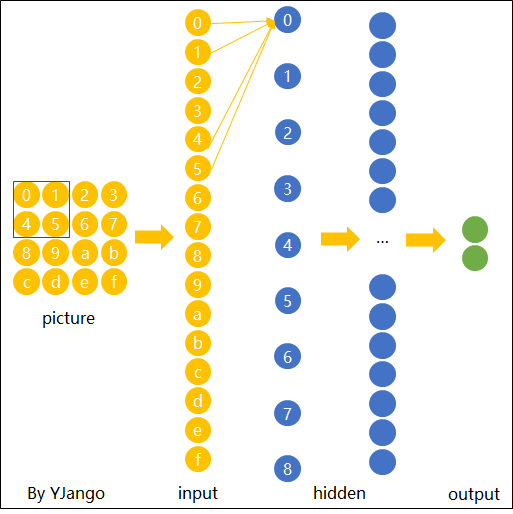 0 1 2 3
4 5 6 7
8 9 a b
c d e f
picture
By YJango
0
1
2
3
4
5
6
7
8
9
a
b
c
d
e
f
input
0
1
2
3
4
5
6
7
8
hidden
...
output